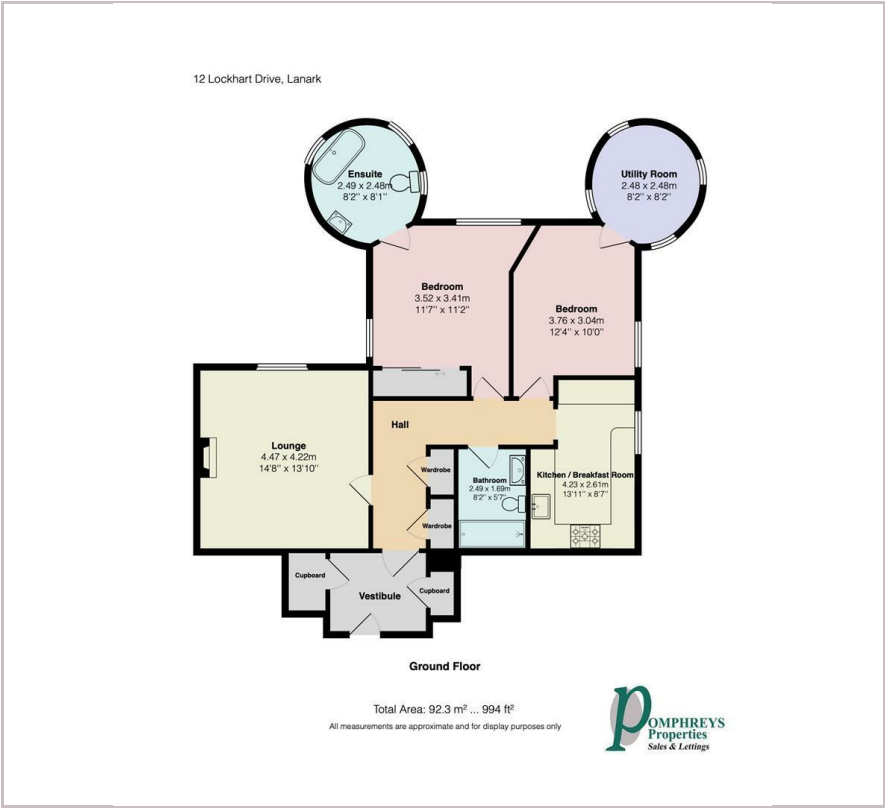 12 Lockhart Drive, Lanark
Ensuite
2.49 x 2.48m
8'2" x 8'1"
Utility Room
2.48 x 2.48m
8'2" x 8'2"
Bedroom
3.52 x 3.41m
11'7" x 11'2"
Bedroom
3.76 x 3.04m
12'4" x 10'0"
Hall
Lounge
4.47 x 4.22m
14'8" x 13'10"
Wardrobe
Bathroom
2.49 x 1.69m
8'2" x 5'7"
Kitchen / Breakfast Room
4.23 x 2.61m
13'11" x 8'7"
Wardrobe
Cupboard
Vestibule
Cupboard
Ground Floor
Total Area: 92.3 m² ... 994 ft²
All measurements are approximate and for display purposes only
POMPHREYS
Properties
Sales & Lettings